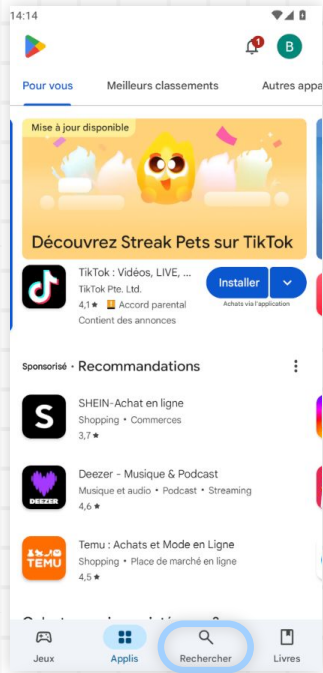 14:14
1
B
Pour vous
Meilleurs classements
Autres appa
Mise à jour disponible
Découvrez Streak Pets sur TikTok
TikTok : Vidéos, LIVE, ...
TikTok Pte. Ltd.
4,1★ Accord parental
Contient des annonces
Installer
Achats via l'application
Sponsorisé · Recommandations
S
SHEIN-Achat en ligne
Shopping • Commerces
3,7★
DEEZER
Deezer - Musique & Podcast
Musique et audio • Podcast • Streaming
4,6★
TEMU
Temu : Achats et Mode en Ligne
Shopping • Place de marché en ligne
4,5★
Jeux
Applis
Rechercher
Livres